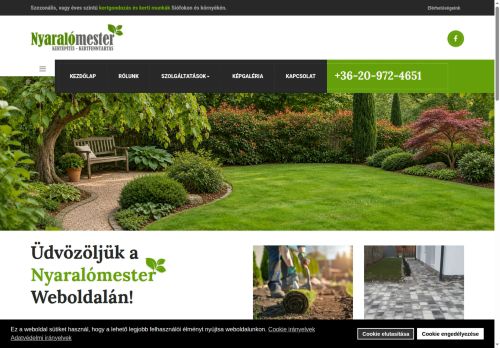 Szezonális, vagy éves szintű kertgondozás és kerti munkák Siófokon és környékén.
Elérhetőségeink
Nyaralómester
KERTÉPÍTÉS - KERTFENNTARTÁS
KEZDŐLAP
RÓLUNK
SZOLGÁLTATÁSOK
KÉPGALÉRIA
KAPCSOLAT
+36-20-972-4651
Üdvözöljük a
Nyaralómester
Weboldalán!
Ez a weboldal sütiket használ, hogy a lehető legjobb felhasználói élményt nyújtsa weboldalunkon. Cookie irányelvek
Adatvédelmi irányelvek
Cookie elutasítása
Cookie engedélyezése